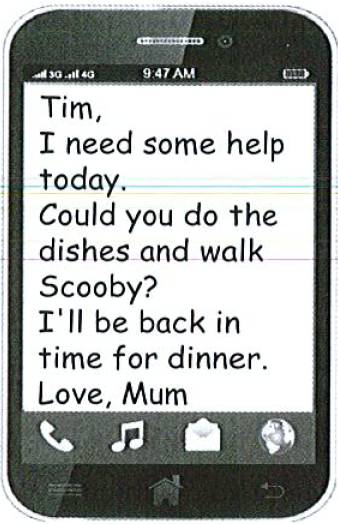 3G 4G 9:47 AM
Tim,
I need some help
today.
Could you do the
dishes and walk
Scooby?
I'll be back in
time for dinner.
Love, Mum